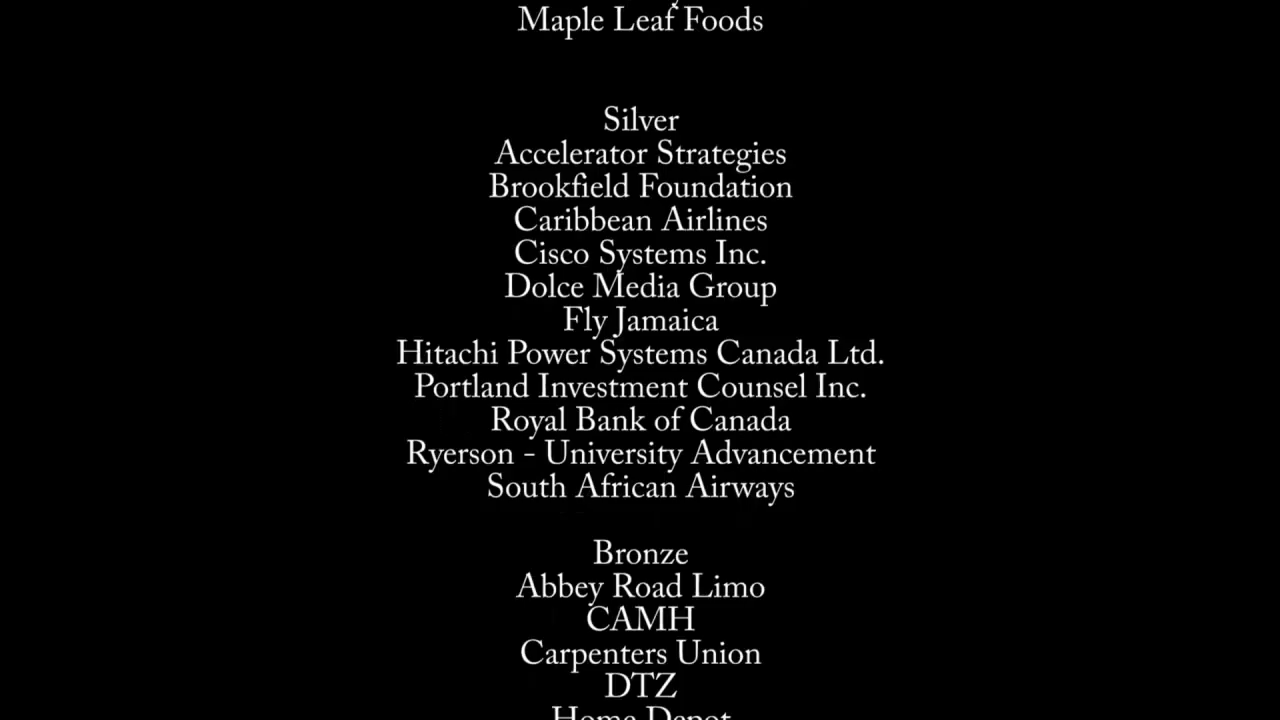 Maple Leaf Foods
Silver
Accelerator Strategies
Brookfield Foundation
Caribbean Airlines
Cisco Systems Inc.
Dolce Media Group
Fly Jamaica
Hitachi Power Systems Canada Ltd.
Portland Investment Counsel Inc.
Royal Bank of Canada
Ryerson - University Advancement
South African Airways
Bronze
Abbey Road Limo
CAMH
Carpenters Union
DTZ
Home Depot